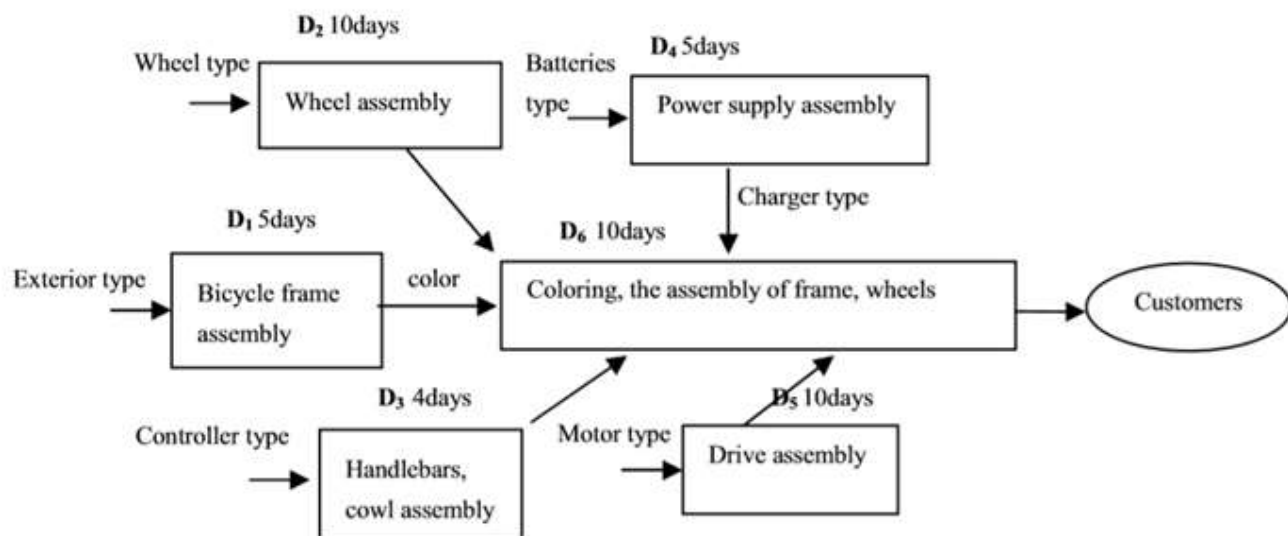 D₂ 10days
Wheel type
Wheel assembly
D₄ 5days
Batteries
type
Power supply assembly
Charger type
D₁ 5days
Exterior type
Bicycle frame
assembly
color
D₆ 10days
Coloring, the assembly of frame, wheels
Customers
D₃ 4days
Controller type
Handlebars,
cowl assembly
D₅ 10days
Motor type
Drive assembly